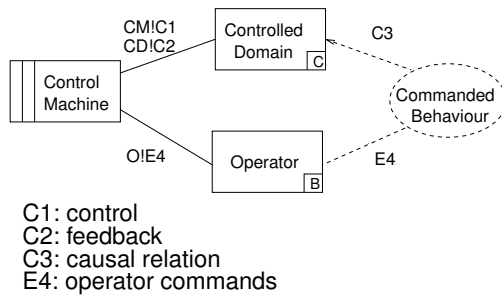 CM!C1
CD!C2
Controlled
Domain
C
C3
Control
Machine
Commanded
Behaviour
O!E4
Operator
B
E4
C1: control
C2: feedback
C3: causal relation
E4: operator commands